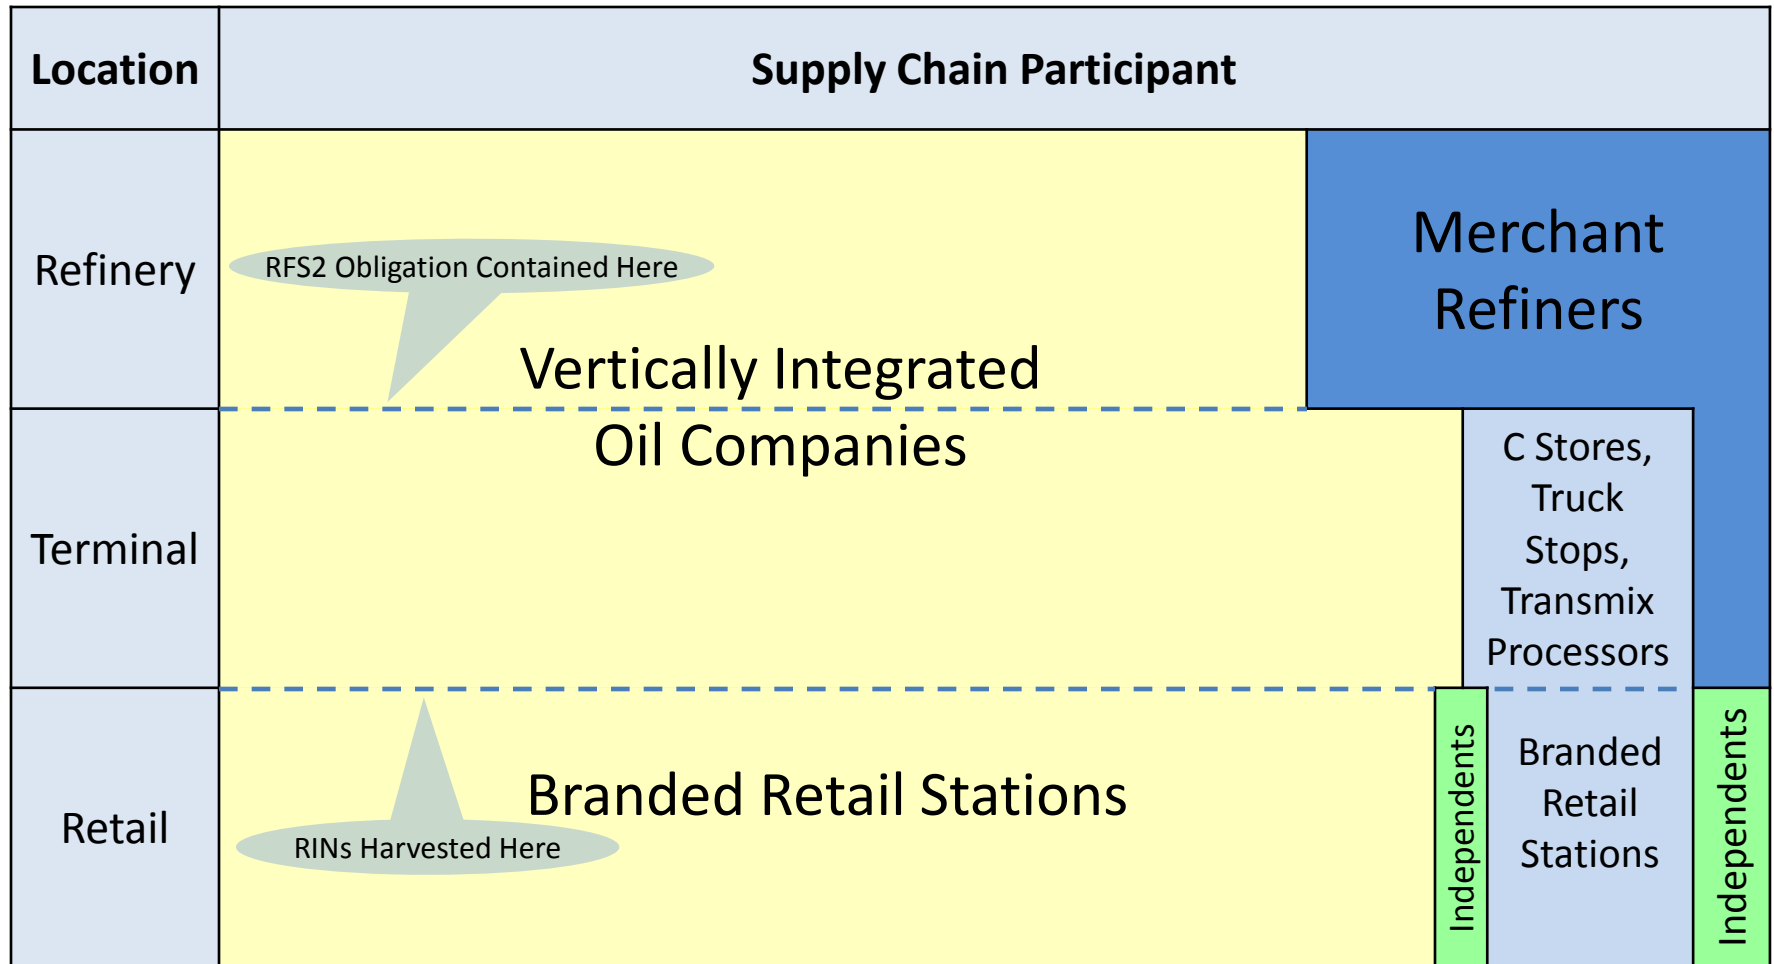 Location
Supply Chain Participant
Refinery
RFS2 Obligation Contained Here
Merchant
Refiners
Vertically Integrated
Oil Companies
Terminal
C Stores,
Truck
Stops,
Transmix
Processors
Retail
RINs Harvested Here
Branded Retail Stations
Independents
Branded
Retail
Stations
Independents